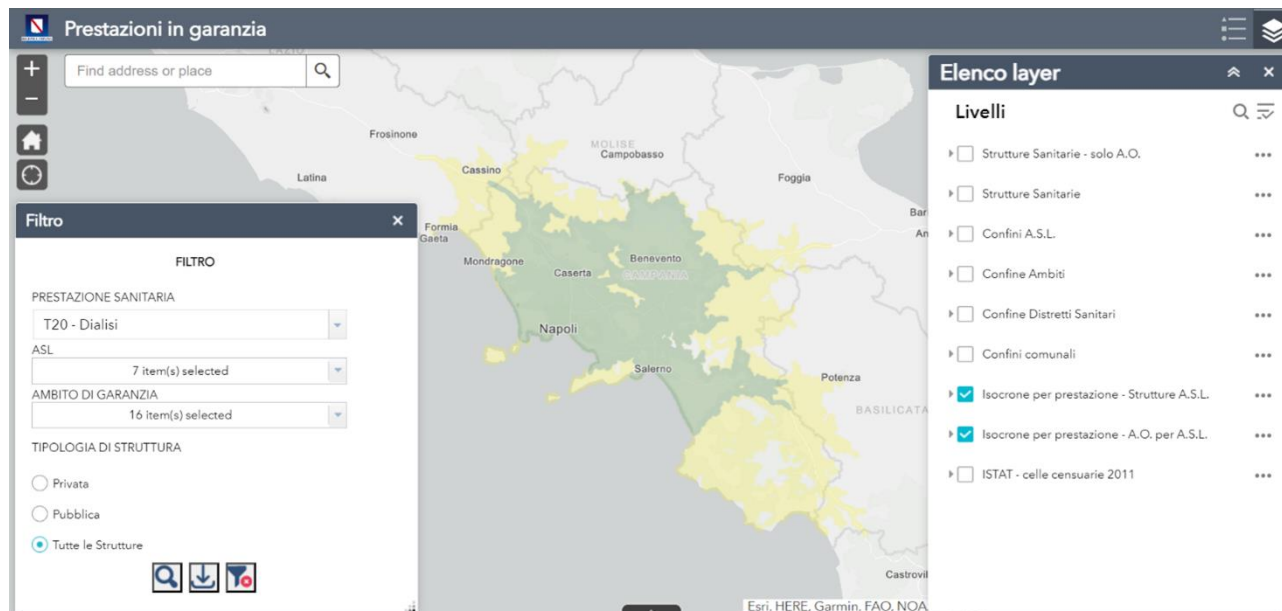 Prestazioni in garanzia
Find address or place
Frosinone
MOLISE
Campobasso
Latina
Cassino
Foggia
Formia
Gaeta
Bar
An
Mondragone
Caserta
Benevento
CAMPANIA
Napoli
Salerno
Potenza
BASILICATA
Castrovil
Esri, HERE, Garmin, FAO, NOA
Filtro
FILTRO
PRESTAZIONE SANITARIA
T20 - Dialisi
ASL
7 item(s) selected
AMBITO DI GARANZIA
16 item(s) selected
TIPOLOGIA DI STRUTTURA
Privata
Pubblica
Tutte le Strutture
Elenco layer
Livelli
Strutture Sanitarie - solo A.O.
Strutture Sanitarie
Confini A.S.L.
Confine Ambiti
Confine Distretti Sanitari
Confini comunali
Isocrone per prestazione - Strutture A.S.L.
Isocrone per prestazione - A.O. per A.S.L.
ISTAT - celle censuarie 2011